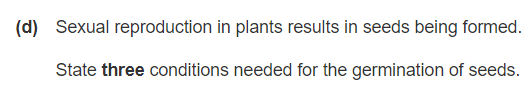 (d) Sexual reproduction in plants results in seeds being formed.
State three conditions needed for the germination of seeds.